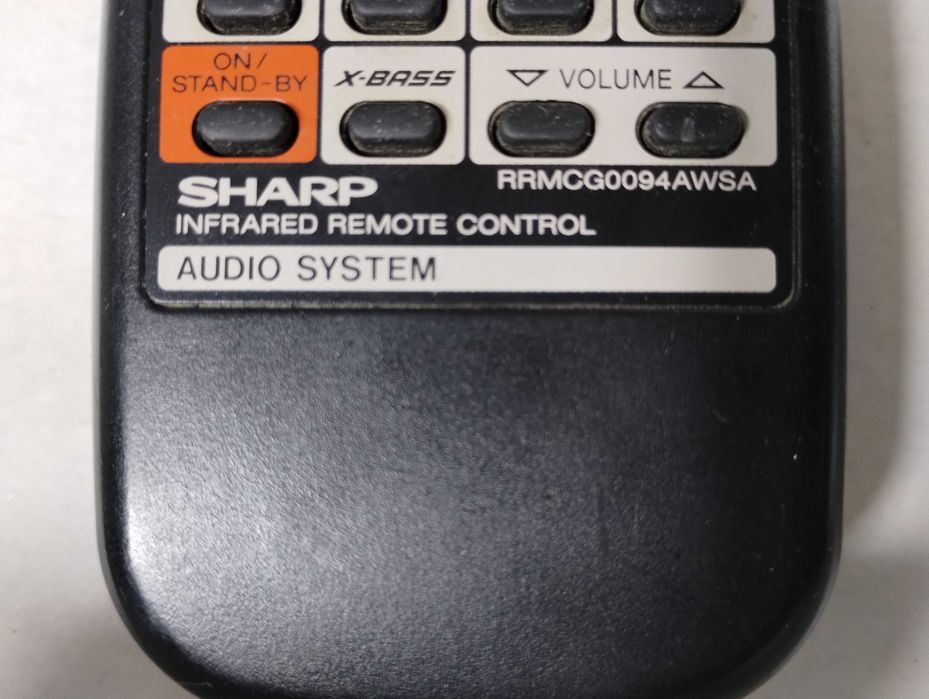 ON/
STAND-BY
X-BASS
▽ VOLUME △
SHARP
RRMCG0094AWSA
INFRARED REMOTE CONTROL
AUDIO SYSTEM